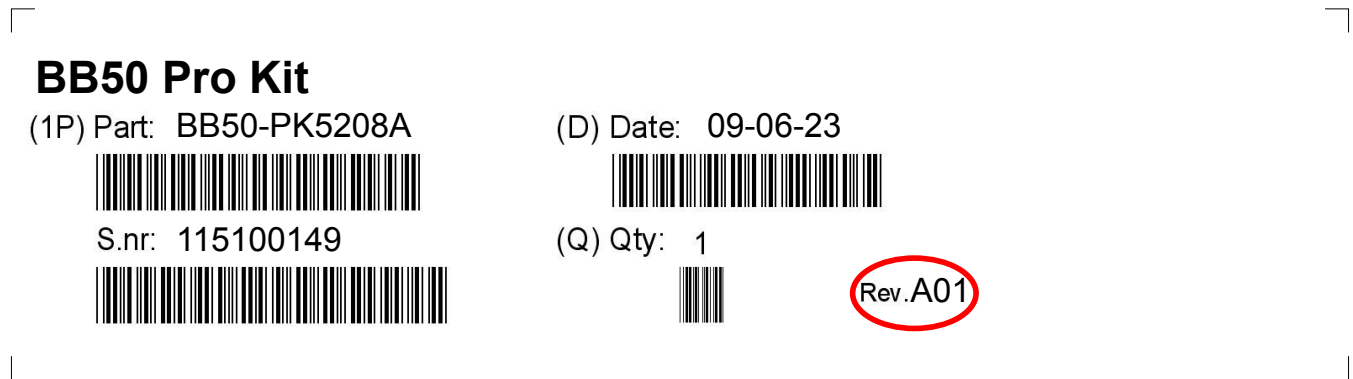 BB50 Pro Kit
(1P) Part: BB50-PK5208A
(D) Date: 09-06-23
S.nr: 115100149
(Q) Qty: 1
Rev.A01